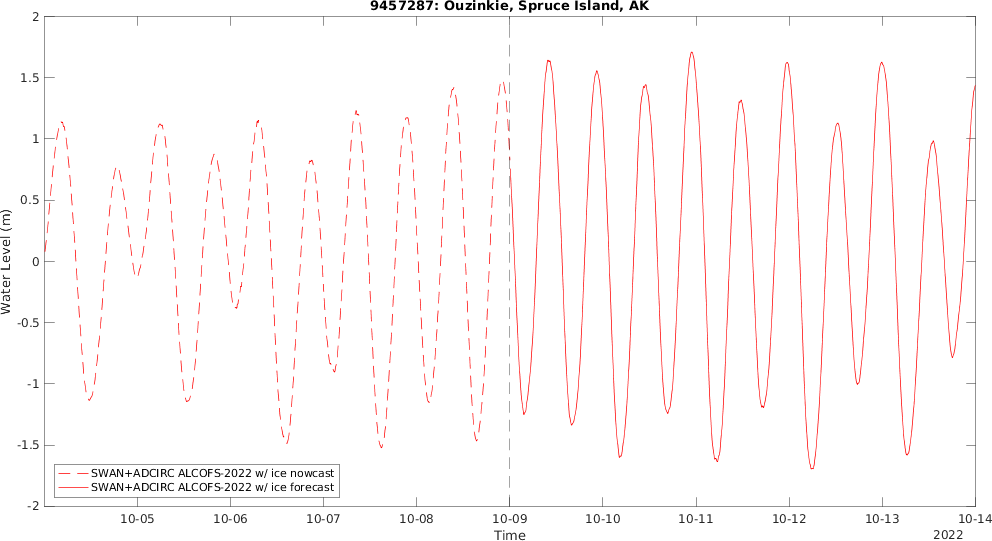 9457287: Ouzinkie, Spruce Island, AK
Water Level (m)
2
1.5
1
0.5
0
-0.5
-1
-1.5
-2
SWAN+ADCIRC ALCOFS-2022 w/ ice nowcast
SWAN+ADCIRC ALCOFS-2022 w/ ice forecast
10-05 10-06 10-07 10-08 10-09 10-10 10-11 10-12 10-13 10-14
Time
2022